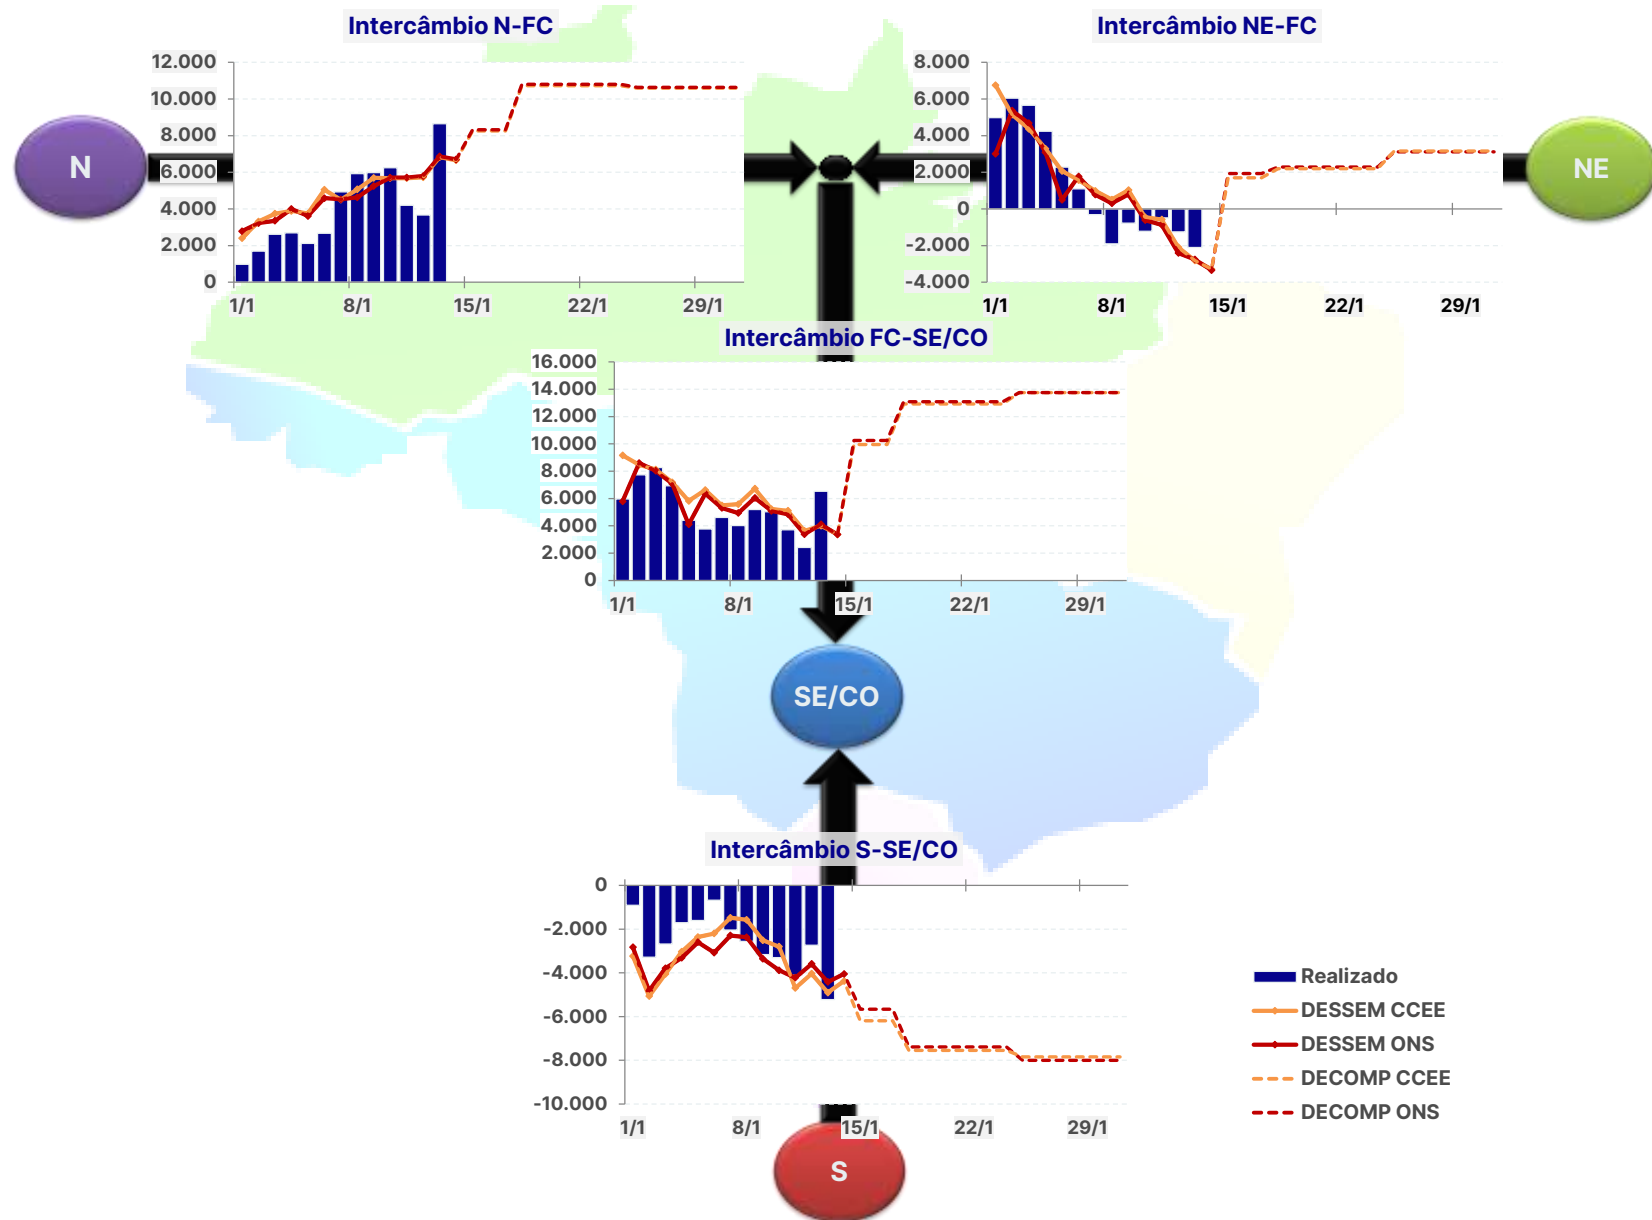 Intercâmbio N-FC
12.000
10.000
8.000
6.000
4.000
2.000
0
1/1 8/1 15/1 22/1 29/1
N
Intercâmbio NE-FC
8.000
6.000
4.000
2.000
0
-2.000
-4.000
1/1 8/1 15/1 22/1 29/1
NE
Intercâmbio FC-SE/CO
16.000
14.000
12.000
10.000
8.000
6.000
4.000
2.000
0
1/1 8/1 15/1 22/1 29/1
SE/CO
Intercâmbio S-SE/CO
0
-2.000
-4.000
-6.000
-8.000
-10.000
1/1 8/1 15/1 22/1 29/1
S
Realizado
DESSEM CCEE
DESSEM ONS
DECOMP CCEE
DECOMP ONS